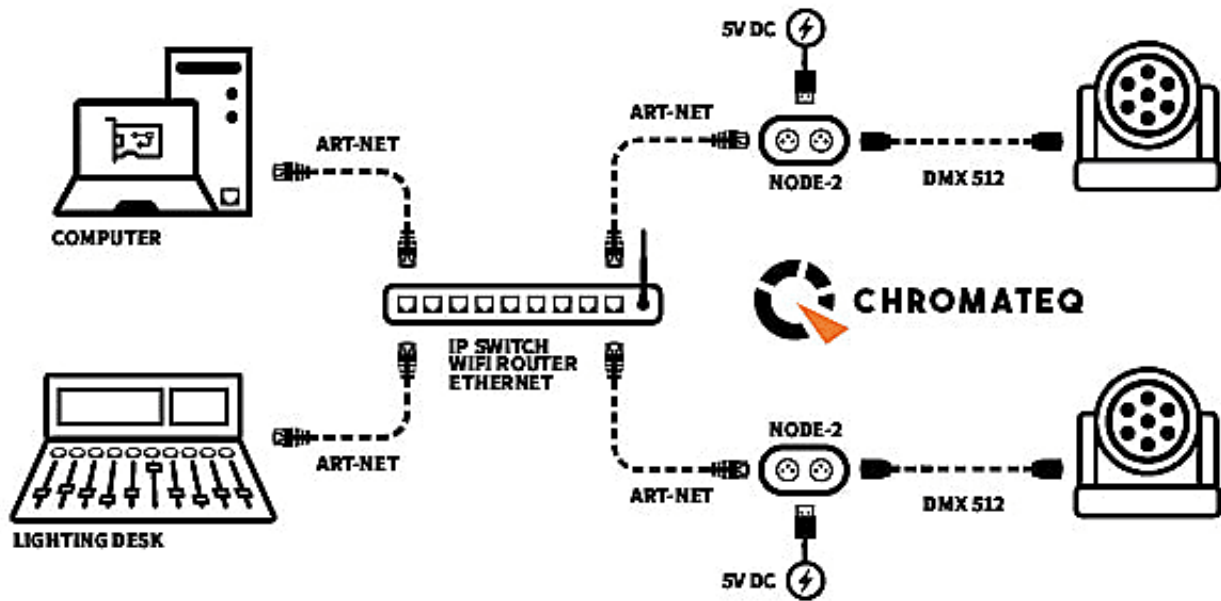 5V DC
ART-NET
ART-NET
NODE-2
DMX 512
COMPUTER
CHROMATEQ
IP SWITCH
WIFI ROUTER
ETHERNET
NODE-2
ART-NET
ART-NET
DMX 512
LIGHTING DESK
5V DC